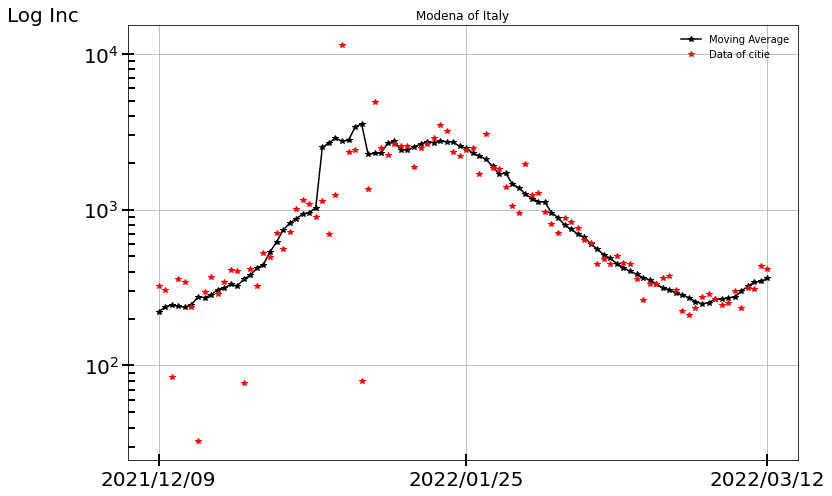 Log Inc
Modena of Italy
Moving Average
Data of citie
10^4
10^3
10^2
2021/12/09
2022/01/25
2022/03/12